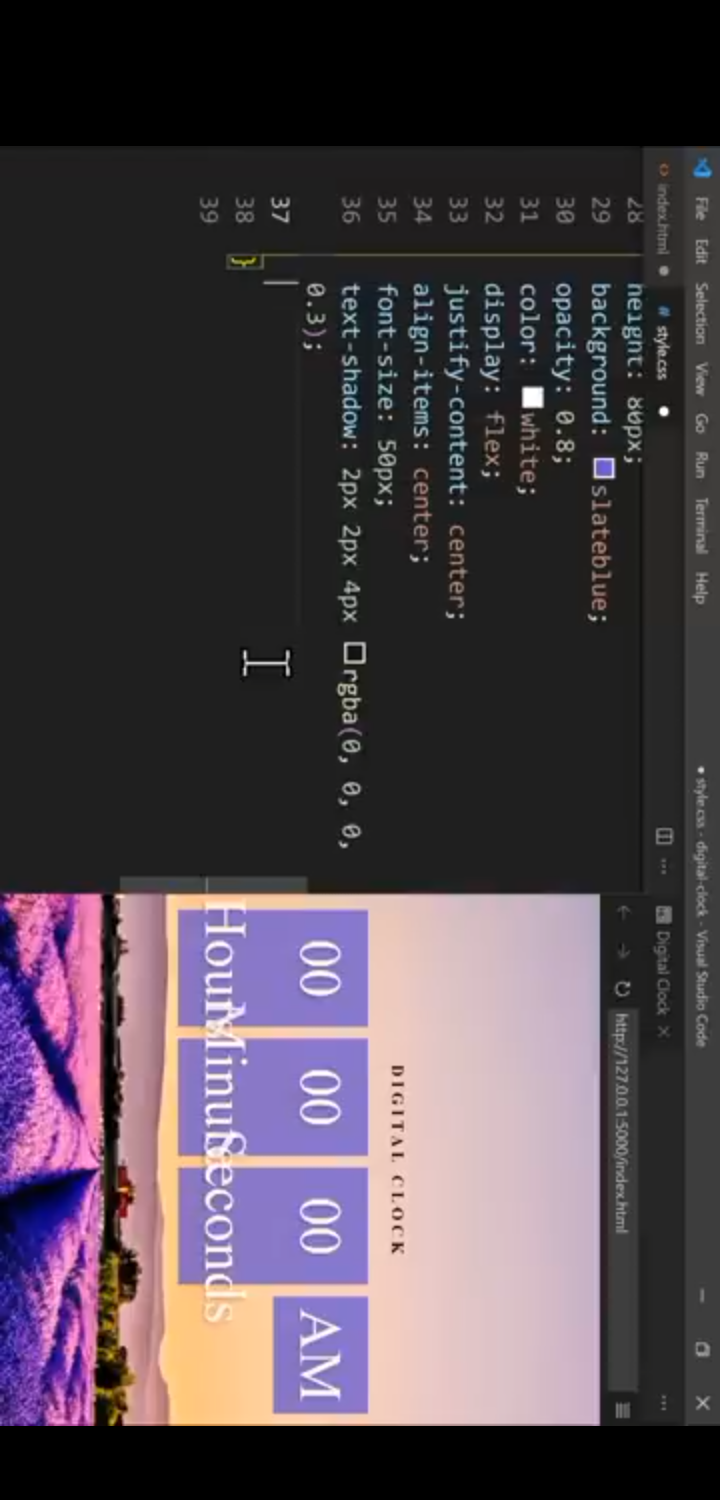 File Edit Selection View Go Run Terminal Help
● style.css - digital-clock - Visual Studio Code
index.html ●
# style.css ●
Digital Clock
http://127.0.0.1:5000/index.html
28 height: 80px;
29 background: slateblue;
30 opacity: 0.8;
31 color: white;
32 display: flex;
33 justify-content: center;
34 align-items: center;
35 font-size: 50px;
36 text-shadow: 2px 2px 4px rgba(0, 0, 0,
0.3);
37
38 }
39
DIGITAL CLOCK
00 00 00 AM
Hours Minutes Seconds